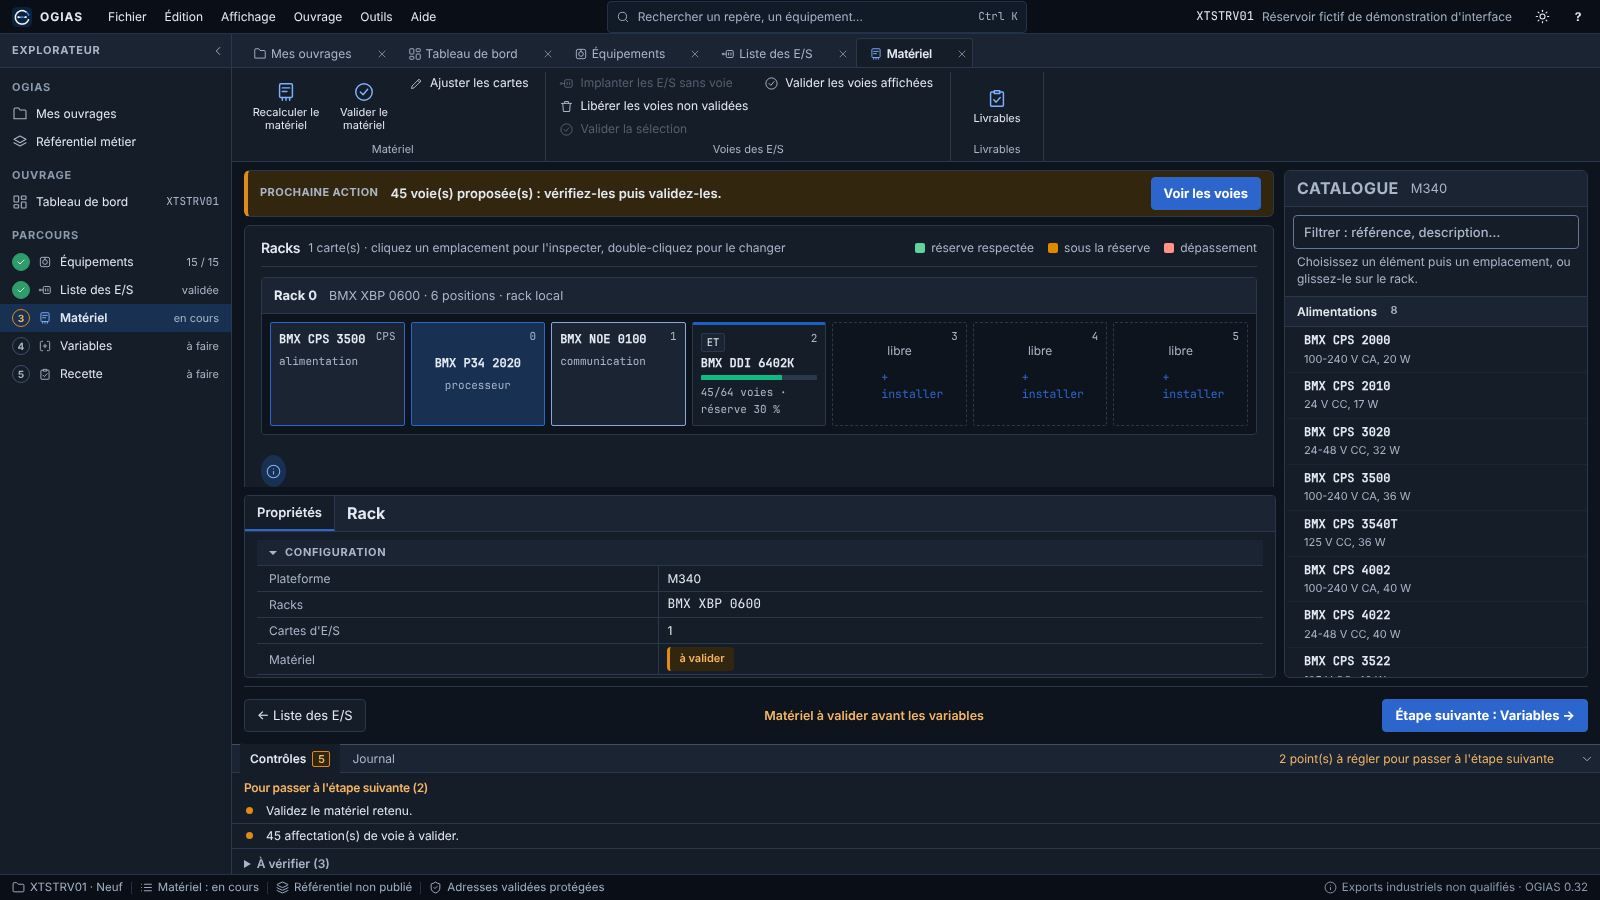 OGIAS
Fichier
Édition
Affichage
Ouvrage
Outils
Aide
Rechercher un repère, un équipement...
Ctrl K
XTSTRV01 Réservoir fictif de démonstration d'interface
?
EXPLORATEUR
OGIAS
Mes ouvrages
Référentiel métier
OUVRAGE
Tableau de bord XTSTRV01
PARCOURS
Équipements 15 / 15
Liste des E/S validée
3 Matériel en cours
4 Variables à faire
5 Recette à faire
Mes ouvrages
Tableau de bord
Équipements
Liste des E/S
Matériel
Recalculer le
matériel
Valider le
matériel
Ajuster les cartes
Matériel
Implanter les E/S sans voie
Valider les voies affichées
Libérer les voies non validées
Valider la sélection
Voies des E/S
Livrables
Livrables
PROCHAINE ACTION 45 voie(s) proposée(s) : vérifiez-les puis validez-les.
Voir les voies
Racks 1 carte(s) · cliquez un emplacement pour l'inspecter, double-cliquez pour le changer
réserve respectée
sous la réserve
dépassement
Rack 0 BMX XBP 0600 · 6 positions · rack local
BMX CPS 3500 CPS
alimentation
0
BMX P34 2020
processeur
BMX NOE 0100 1
communication
ET 2
BMX DDI 6402K
45/64 voies ·
réserve 30 %
3
libre
+
installer
4
libre
+
installer
5
libre
+
installer
Propriétés
Rack
CONFIGURATION
Plateforme M340
Racks BMX XBP 0600
Cartes d'E/S 1
Matériel à valider
CATALOGUE M340
Filtrer : référence, description...
Choisissez un élément puis un emplacement, ou
glissez-le sur le rack.
Alimentations 8
BMX CPS 2000
100-240 V CA, 20 W
BMX CPS 2010
24 V CC, 17 W
BMX CPS 3020
24-48 V CC, 32 W
BMX CPS 3500
100-240 V CA, 36 W
BMX CPS 3540T
125 V CC, 36 W
BMX CPS 4002
100-240 V CA, 40 W
BMX CPS 4022
24-48 V CC, 40 W
BMX CPS 3522
← Liste des E/S
Matériel à valider avant les variables
Étape suivante : Variables →
Contrôles 5
Journal
2 point(s) à régler pour passer à l'étape suivante
Pour passer à l'étape suivante (2)
Validez le matériel retenu.
45 affectation(s) de voie à valider.
À vérifier (3)
XTSTRV01 · Neuf
Matériel : en cours
Référentiel non publié
Adresses validées protégées
Exports industriels non qualifiés · OGIAS 0.32